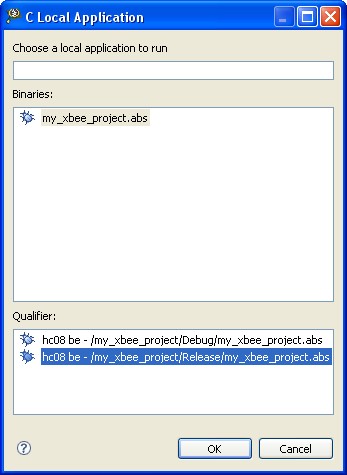 C Local Application
Choose a local application to run
Binaries:
my_xbee_project.abs
Qualifier:
hc08 be - /my_xbee_project/Debug/my_xbee_project.abs
hc08 be - /my_xbee_project/Release/my_xbee_project.abs
?
OK Cancel